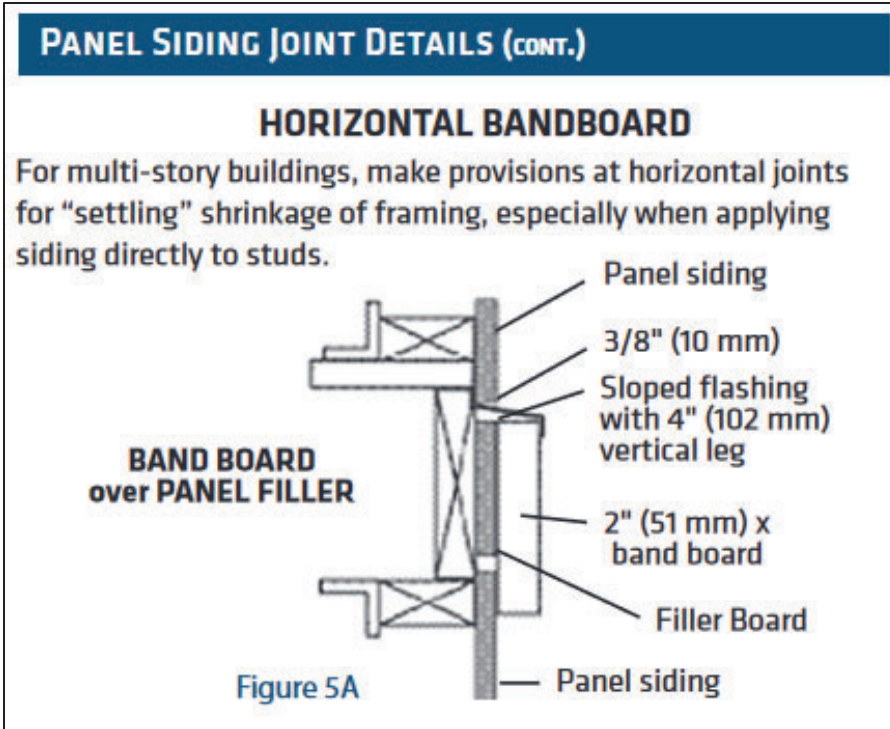 PANEL SIDING JOINT DETAILS (CONT.)
HORIZONTAL BANDBOARD
For multi-story buildings, make provisions at horizontal joints
for “settling” shrinkage of framing, especially when applying
siding directly to studs.
Panel siding
3/8" (10 mm)
Sloped flashing
with 4" (102 mm)
vertical leg
BAND BOARD
over PANEL FILLER
2" (51 mm) x
band board
Filler Board
Figure 5A
Panel siding